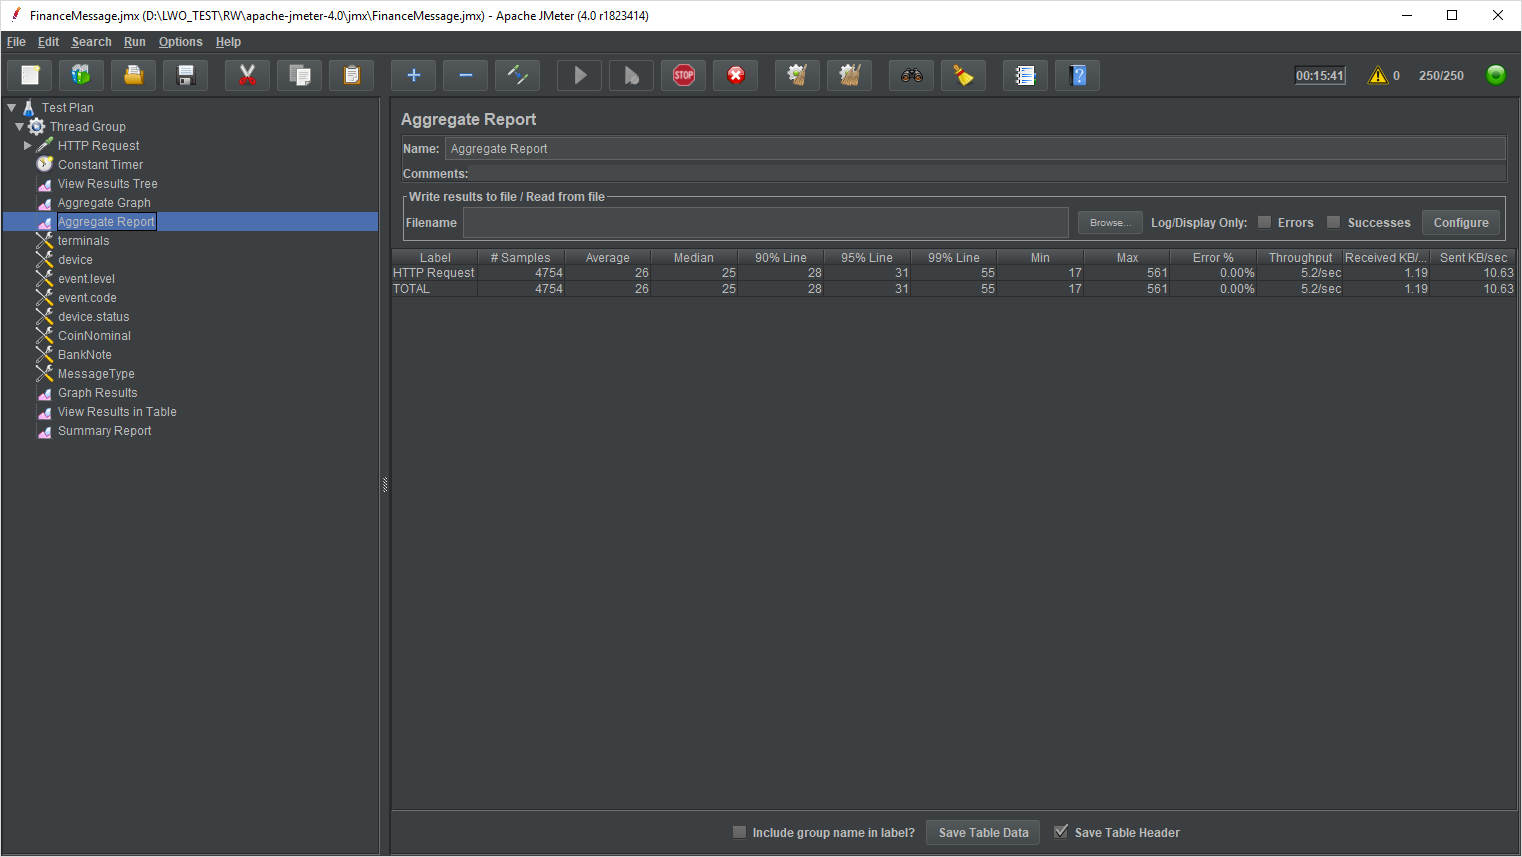 FinanceMessage.jmx (D:\LWO_TEST\RW\apache-jmeter-4.0\jmx\FinanceMessage.jmx) - Apache JMeter (4.0 r1823414)
File Edit Search Run Options Help
STOP 00:15:41 0 250/250
Test Plan
Thread Group
HTTP Request
Constant Timer
View Results Tree
Aggregate Graph
Aggregate Report
terminals
device
event.level
event.code
device.status
CoinNominal
BankNote
MessageType
Graph Results
View Results in Table
Summary Report
Aggregate Report
Name: Aggregate Report
Comments:
Write results to file / Read from file
Filename Browse... Log/Display Only: Errors Successes Configure
Label # Samples Average Median 90% Line 95% Line 99% Line Min Max Error % Throughput Received KB/... Sent KB/sec
HTTP Request 4754 26 25 28 31 55 17 561 0.00% 5.2/sec 1.19 10.63
TOTAL 4754 26 25 28 31 55 17 561 0.00% 5.2/sec 1.19 10.63
Include group name in label? Save Table Data Save Table Header